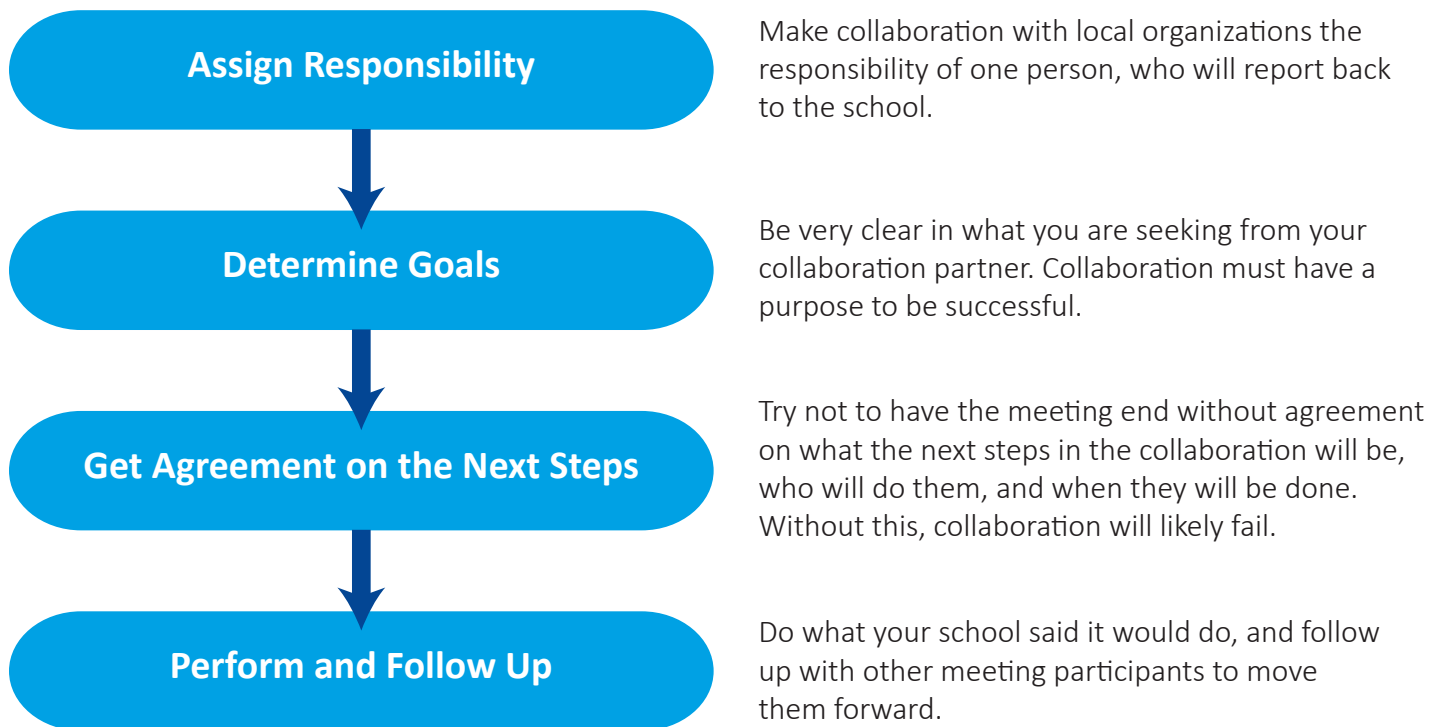 Assign Responsibility
Make collaboration with local organizations the
responsibility of one person, who will report back
to the school.
Determine Goals
Be very clear in what you are seeking from your
collaboration partner. Collaboration must have a
purpose to be successful.
Get Agreement on the Next Steps
Try not to have the meeting end without agreement
on what the next steps in the collaboration will be,
who will do them, and when they will be done.
Without this, collaboration will likely fail.
Perform and Follow Up
Do what your school said it would do, and follow
up with other meeting participants to move
them forward.